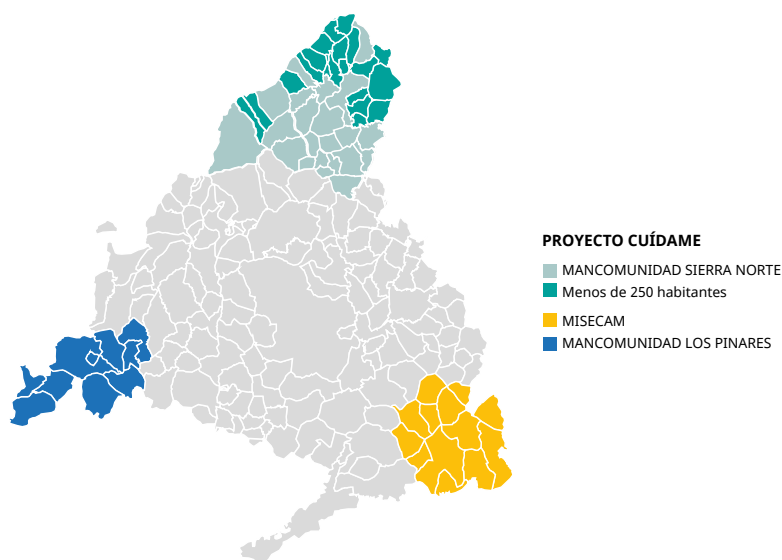 PROYECTO CUÍDAME
MANCOMUNIDAD SIERRA NORTE
Menos de 250 habitantes
MISECAM
MANCOMUNIDAD LOS PINARES